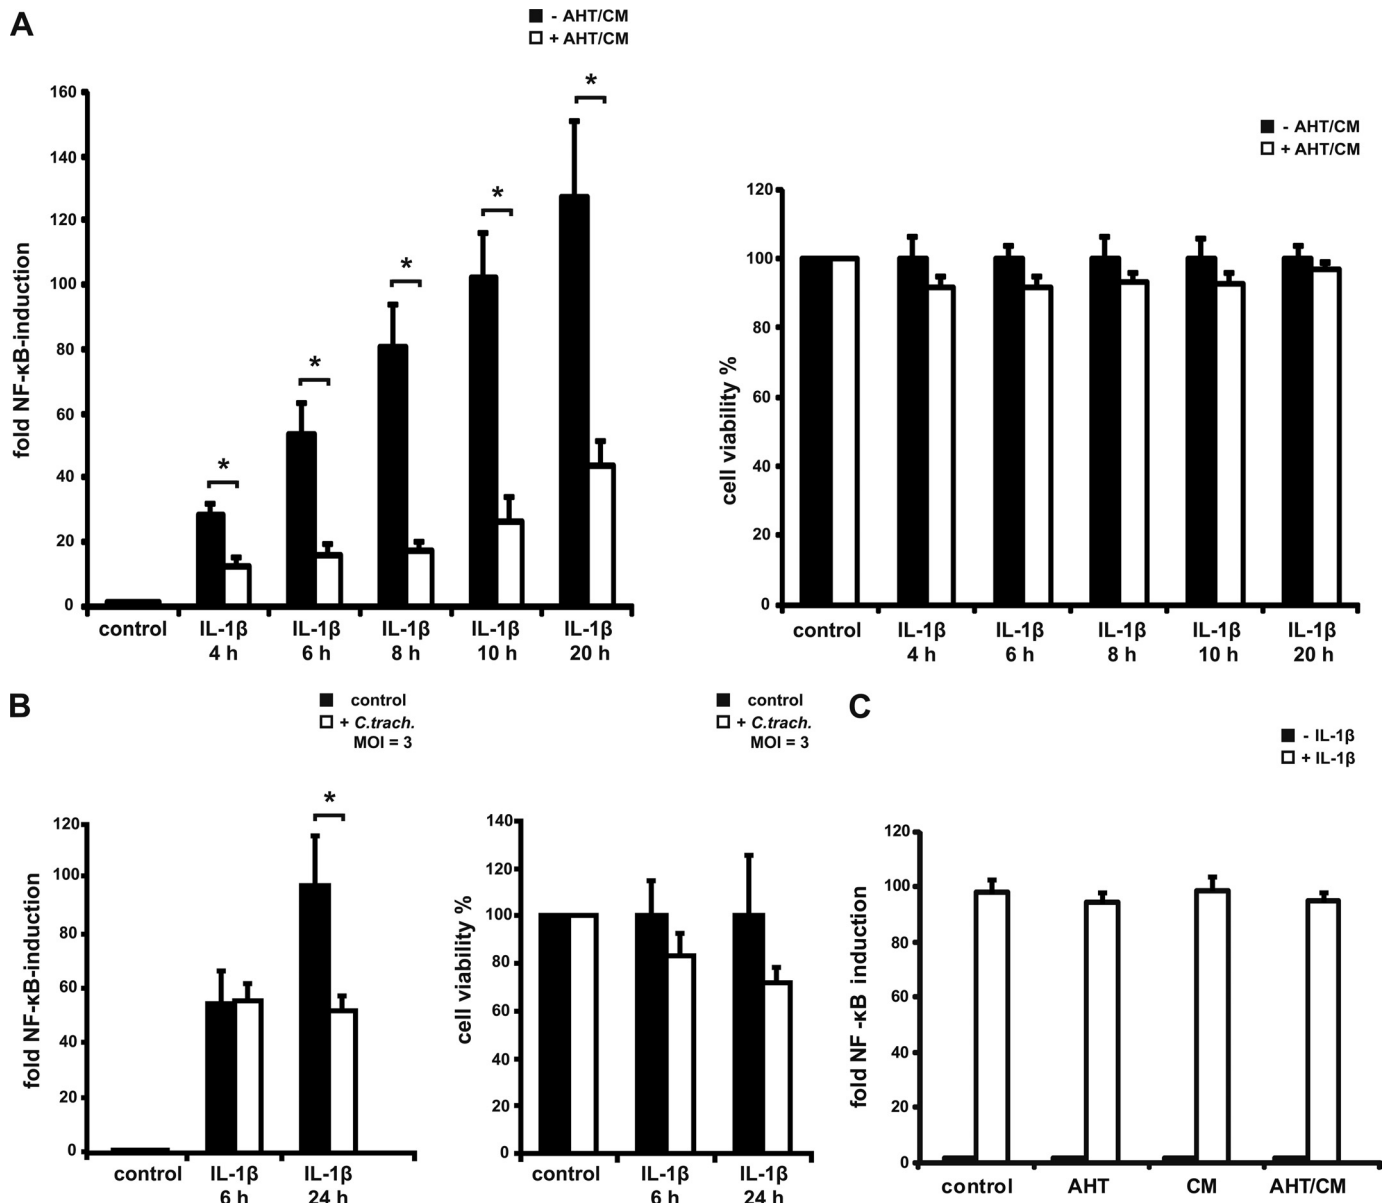 A
- AHT/CM
+ AHT/CM
fold NF-κB-induction
160
140
120
100
80
60
40
20
0
*
*
*
*
*
control
IL-1β
4 h
IL-1β
6 h
IL-1β
8 h
IL-1β
10 h
IL-1β
20 h
- AHT/CM
+ AHT/CM
cell viability %
120
100
80
60
40
20
0
control
IL-1β
4 h
IL-1β
6 h
IL-1β
8 h
IL-1β
10 h
IL-1β
20 h
B
control
+ C.trach.
MOI = 3
fold NF-κB-induction
120
100
80
60
40
20
0
*
control
IL-1β
6 h
IL-1β
24 h
control
+ C.trach.
MOI = 3
cell viability %
140
120
100
80
60
40
20
0
control
IL-1β
6 h
IL-1β
24 h
C
- IL-1β
+ IL-1β
fold NF -κB induction
120
100
80
60
40
20
0
control
AHT
CM
AHT/CM